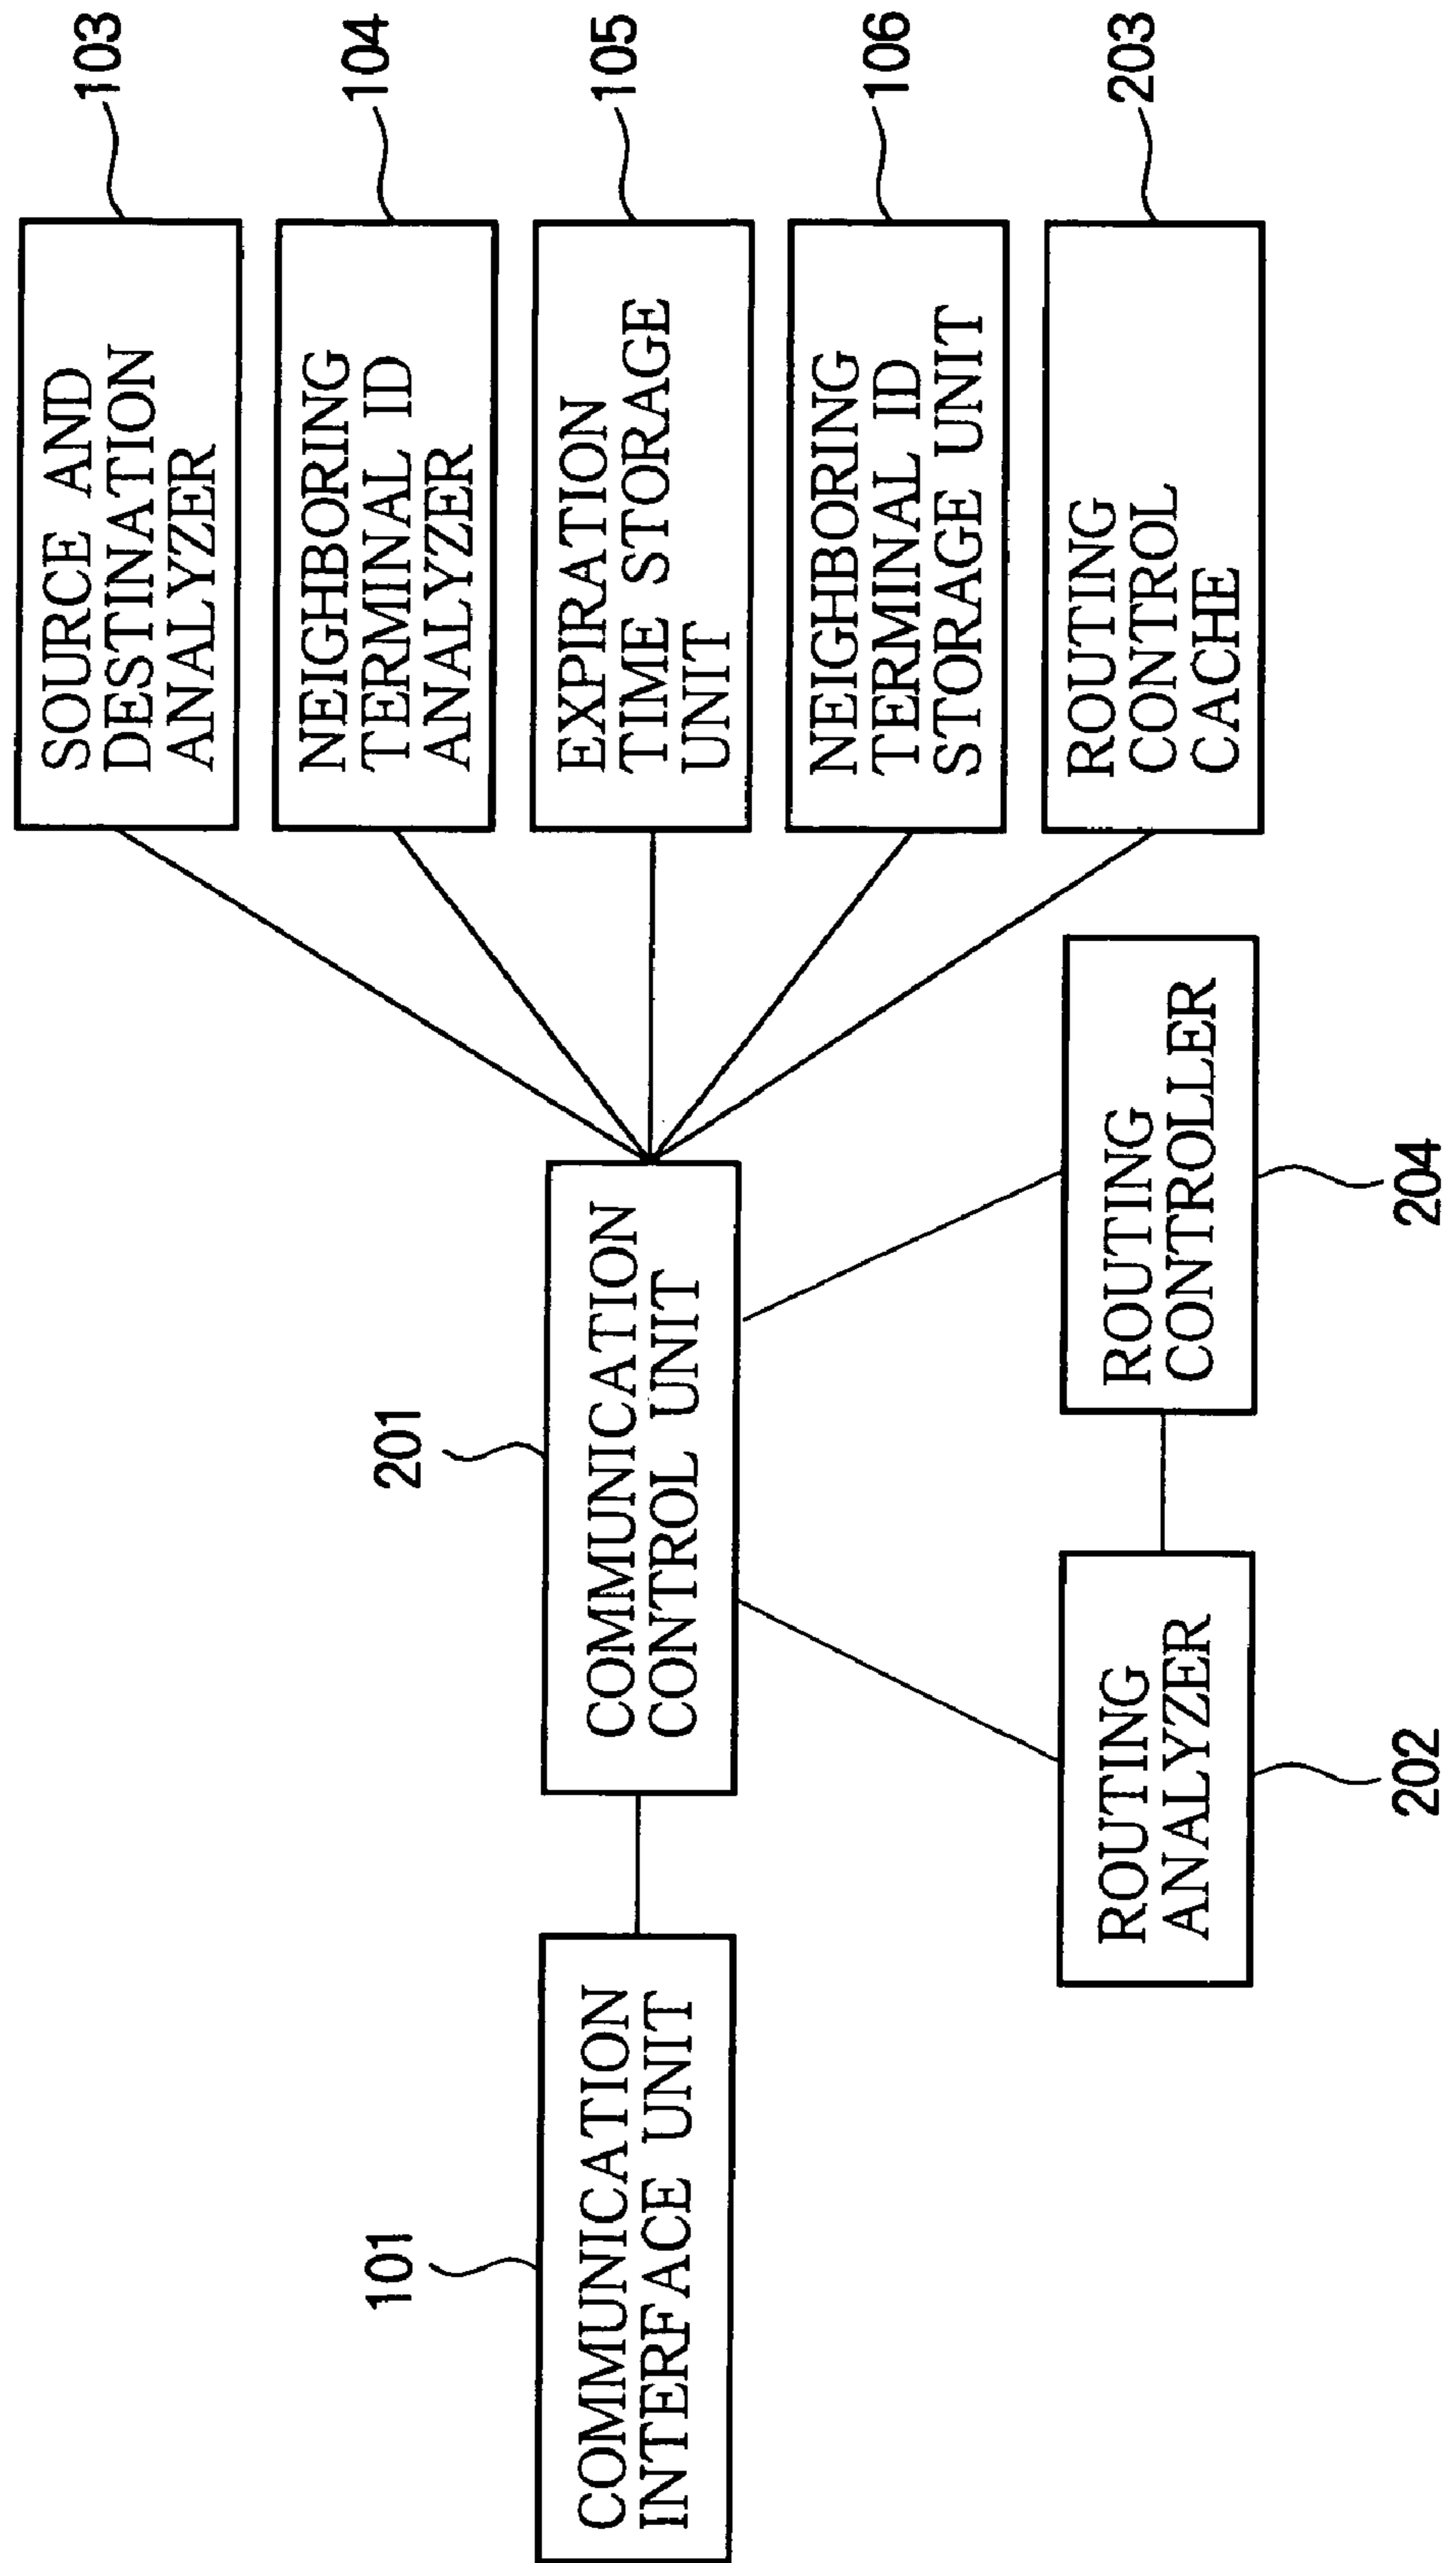 SOURCE AND
DESTINATION
ANALYZER
103
NEIGHBORING
TERMINAL ID
ANALYZER
104
EXPIRATION
TIME STORAGE
UNIT
105
NEIGHBORING
TERMINAL ID
STORAGE UNIT
106
ROUTING
CONTROL
CACHE
203
101
COMMUNICATION
INTERFACE UNIT
201
COMMUNICATION
CONTROL UNIT
ROUTING
ANALYZER
202
ROUTING
CONTROLLER
204